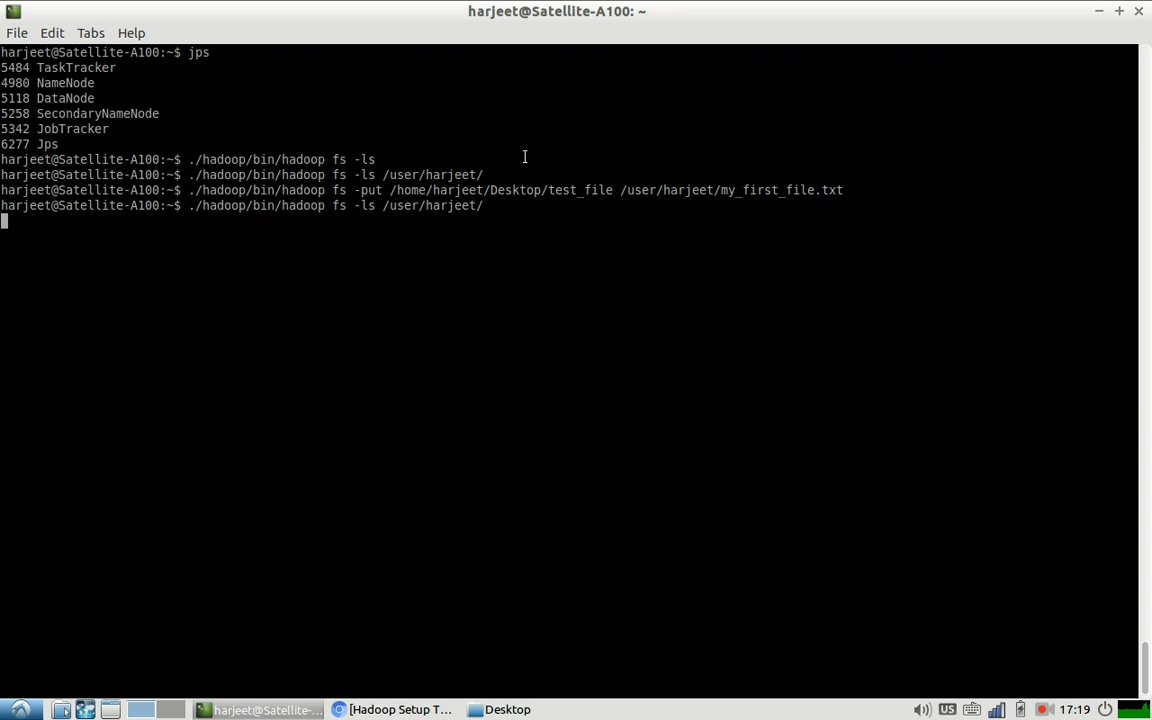 harjeet@Satellite-A100: ~
File Edit Tabs Help
harjeet@Satellite-A100:~$ jps
5484 TaskTracker
4980 NameNode
5118 DataNode
5258 SecondaryNameNode
5342 JobTracker
6277 Jps
harjeet@Satellite-A100:~$ ./hadoop/bin/hadoop fs -ls
harjeet@Satellite-A100:~$ ./hadoop/bin/hadoop fs -ls /user/harjeet/
harjeet@Satellite-A100:~$ ./hadoop/bin/hadoop fs -put /home/harjeet/Desktop/test_file /user/harjeet/my_first_file.txt
harjeet@Satellite-A100:~$ ./hadoop/bin/hadoop fs -ls /user/harjeet/
harjeet@Satellite-... [Hadoop Setup T... Desktop US 17:19